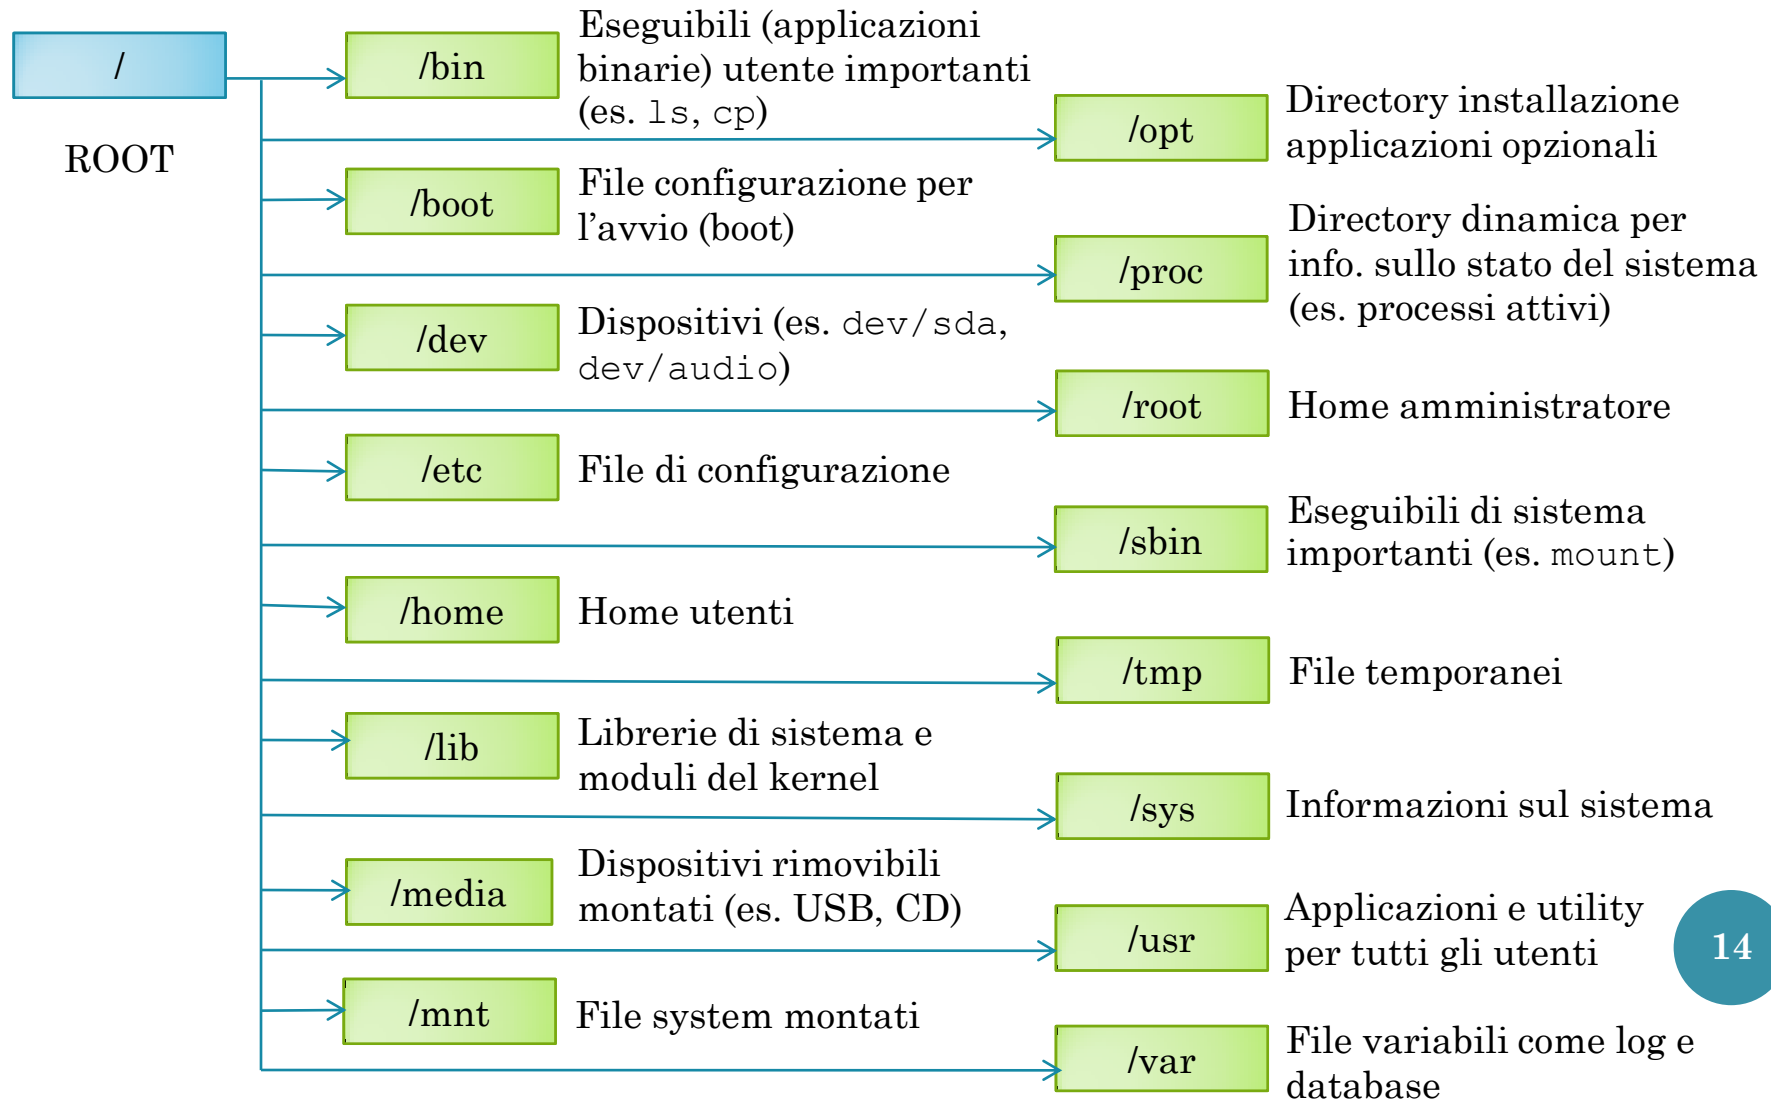 /
ROOT
/bin
Eseguibili (applicazioni
binarie) utente importanti
(es. ls, cp)
/opt
Directory installazione
applicazioni opzionali
/boot
File configurazione per
l’avvio (boot)
/proc
Directory dinamica per
info. sullo stato del sistema
(es. processi attivi)
/dev
Dispositivi (es. dev/sda,
dev/audio)
/root
Home amministratore
/etc
File di configurazione
/sbin
Eseguibili di sistema
importanti (es. mount)
/home
Home utenti
/tmp
File temporanei
/lib
Librerie di sistema e
moduli del kernel
/sys
Informazioni sul sistema
/media
Dispositivi rimovibili
montati (es. USB, CD)
/usr
Applicazioni e utility
per tutti gli utenti
14
/mnt
File system montati
/var
File variabili come log e
database